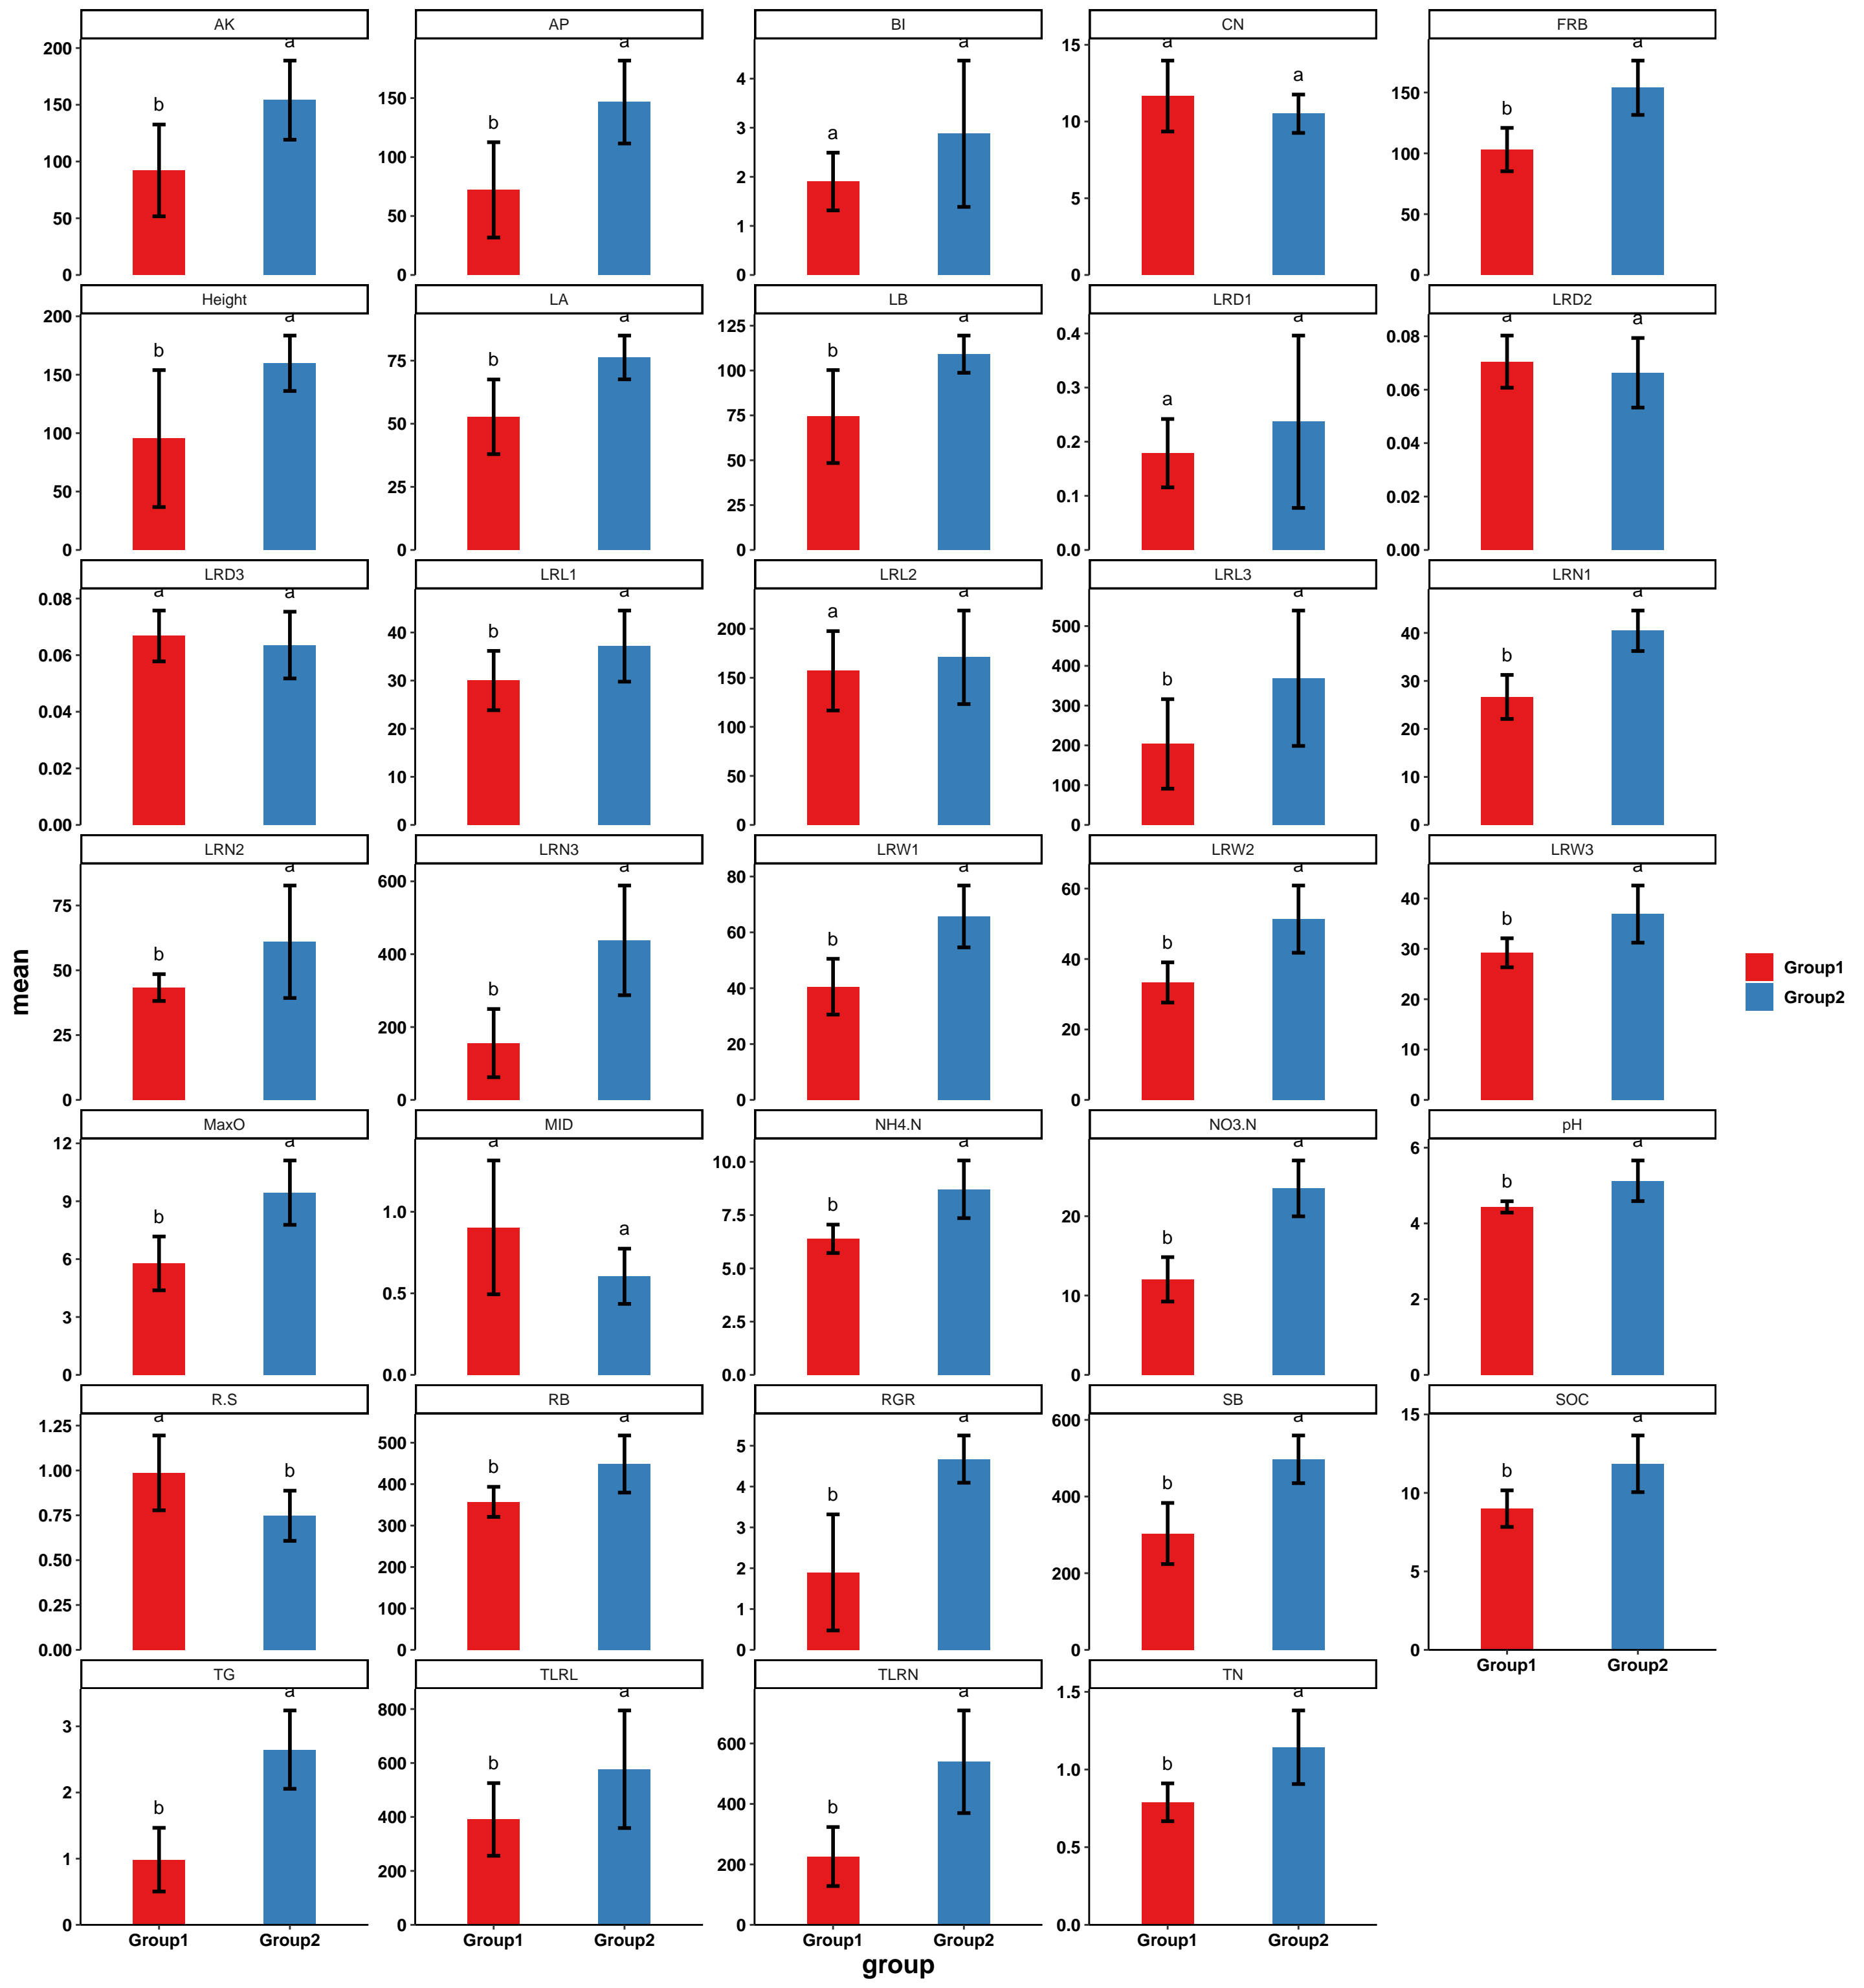 AK
AP
BI
CN
FRB
200
150
100
50
0
b
a
150
100
50
0
b
a
4
3
2
1
0
a
a
15
10
5
0
a
a
150
100
50
0
b
a
Height
LA
LB
LRD1
LRD2
200
150
100
50
0
b
a
75
50
25
0
b
a
125
100
75
50
25
0
b
a
0.4
0.3
0.2
0.1
0.0
a
a
0.08
0.06
0.04
0.02
0.00
a
a
LRD3
LRL1
LRL2
LRL3
LRN1
0.08
0.06
0.04
0.02
0.00
a
a
40
30
20
10
0
b
a
200
150
100
50
0
a
a
500
400
300
200
100
0
b
a
40
30
20
10
0
b
a
LRN2
LRN3
LRW1
LRW2
LRW3
75
50
25
0
b
a
600
400
200
0
b
a
80
60
40
20
0
b
a
60
40
20
0
b
a
40
30
20
10
0
b
a
MaxO
MID
NH4.N
NO3.N
pH
12
9
6
3
0
b
a
1.0
0.5
0.0
a
a
10.0
7.5
5.0
2.5
0.0
b
a
20
10
0
b
a
6
4
2
0
b
a
R.S
RB
RGR
SB
SOC
1.25
1.00
0.75
0.50
0.25
0.00
a
b
500
400
300
200
100
0
b
a
5
4
3
2
1
0
b
a
600
400
200
0
b
a
15
10
5
0
b
a
Group1
Group2
TG
TLRL
TLRN
TN
3
2
1
0
b
a
800
600
400
200
0
b
a
600
400
200
0
b
a
1.5
1.0
0.5
0.0
b
a
Group1
Group2
Group1
Group2
Group1
Group2
Group1
Group2
group
mean
Group1
Group2